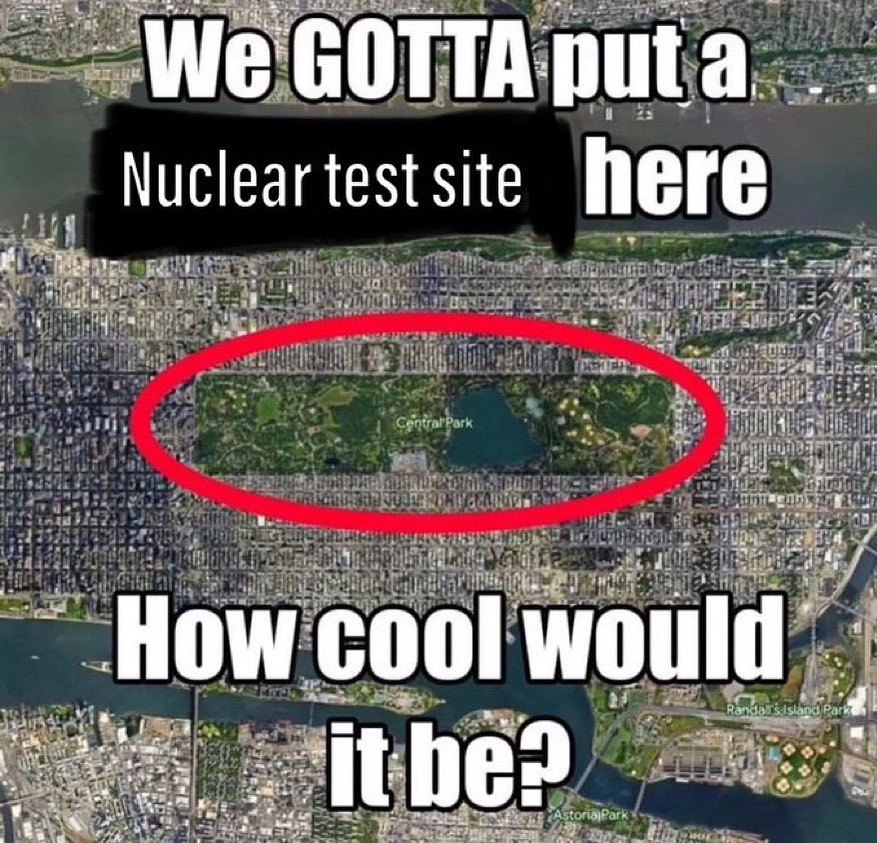 We GOTTA put a
Nuclear test site here
Central Park
How cool would
it be?
Randall's Island Park
Astoria Park